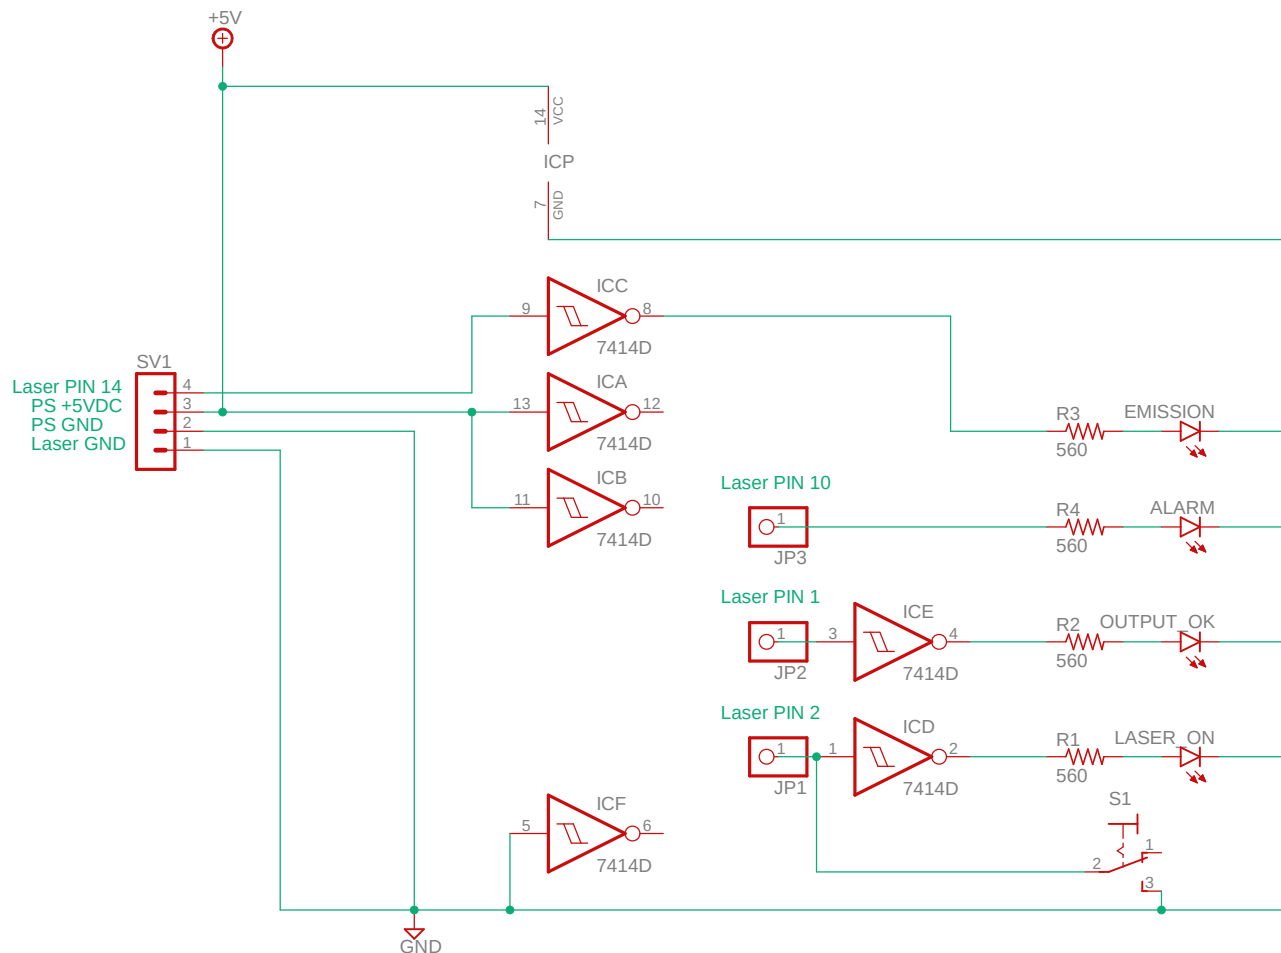 +5V
14
VCC
ICP
7
GND
ICC
9
8
7414D
SV1
Laser PIN 14
4
PS +5VDC
3
PS GND
2
Laser GND
1
ICA
13
12
7414D
ICB
11
10
7414D
R3
EMISSION
560
Laser PIN 10
1
JP3
R4
ALARM
560
Laser PIN 1
1
JP2
3
ICE
4
7414D
R2
OUTPUT_OK
560
Laser PIN 2
1
JP1
1
ICD
2
7414D
R1
LASER_ON
560
S1
1
2
3
ICF
5
6
7414D
GND